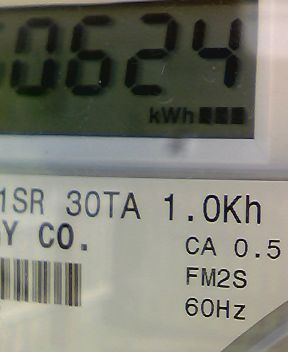 0624
kWh
1SR 30TA 1.0Kh
Y CO.
CA 0.5
FM2S
60Hz